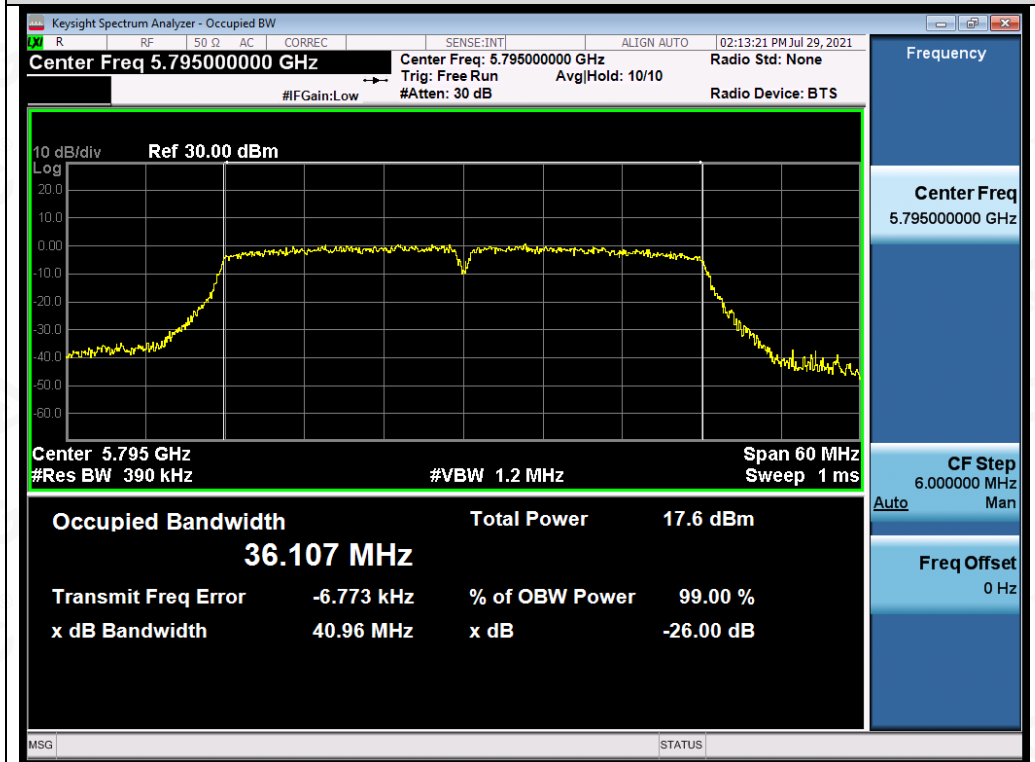 Keysight Spectrum Analyzer - Occupied BW
LXI R RF 50 Ω AC CORREC SENSE:INT ALIGN AUTO 02:13:21 PM Jul 29, 2021
Center Freq 5.795000000 GHz
Center Freq: 5.795000000 GHz
Radio Std: None
Trig: Free Run Avg|Hold: 10/10
#IFGain:Low
#Atten: 30 dB
Radio Device: BTS
10 dB/div Ref 30.00 dBm
Log
20.0
10.0
0.00
-10.0
-20.0
-30.0
-40.0
-50.0
-60.0
Center 5.795 GHz Span 60 MHz
#Res BW 390 kHz #VBW 1.2 MHz Sweep 1 ms
Occupied Bandwidth Total Power 17.6 dBm
36.107 MHz
Transmit Freq Error -6.773 kHz % of OBW Power 99.00 %
x dB Bandwidth 40.96 MHz x dB -26.00 dB
Frequency
Center Freq
5.795000000 GHz
CF Step
6.000000 MHz
Auto Man
Freq Offset
0 Hz
MSG STATUS